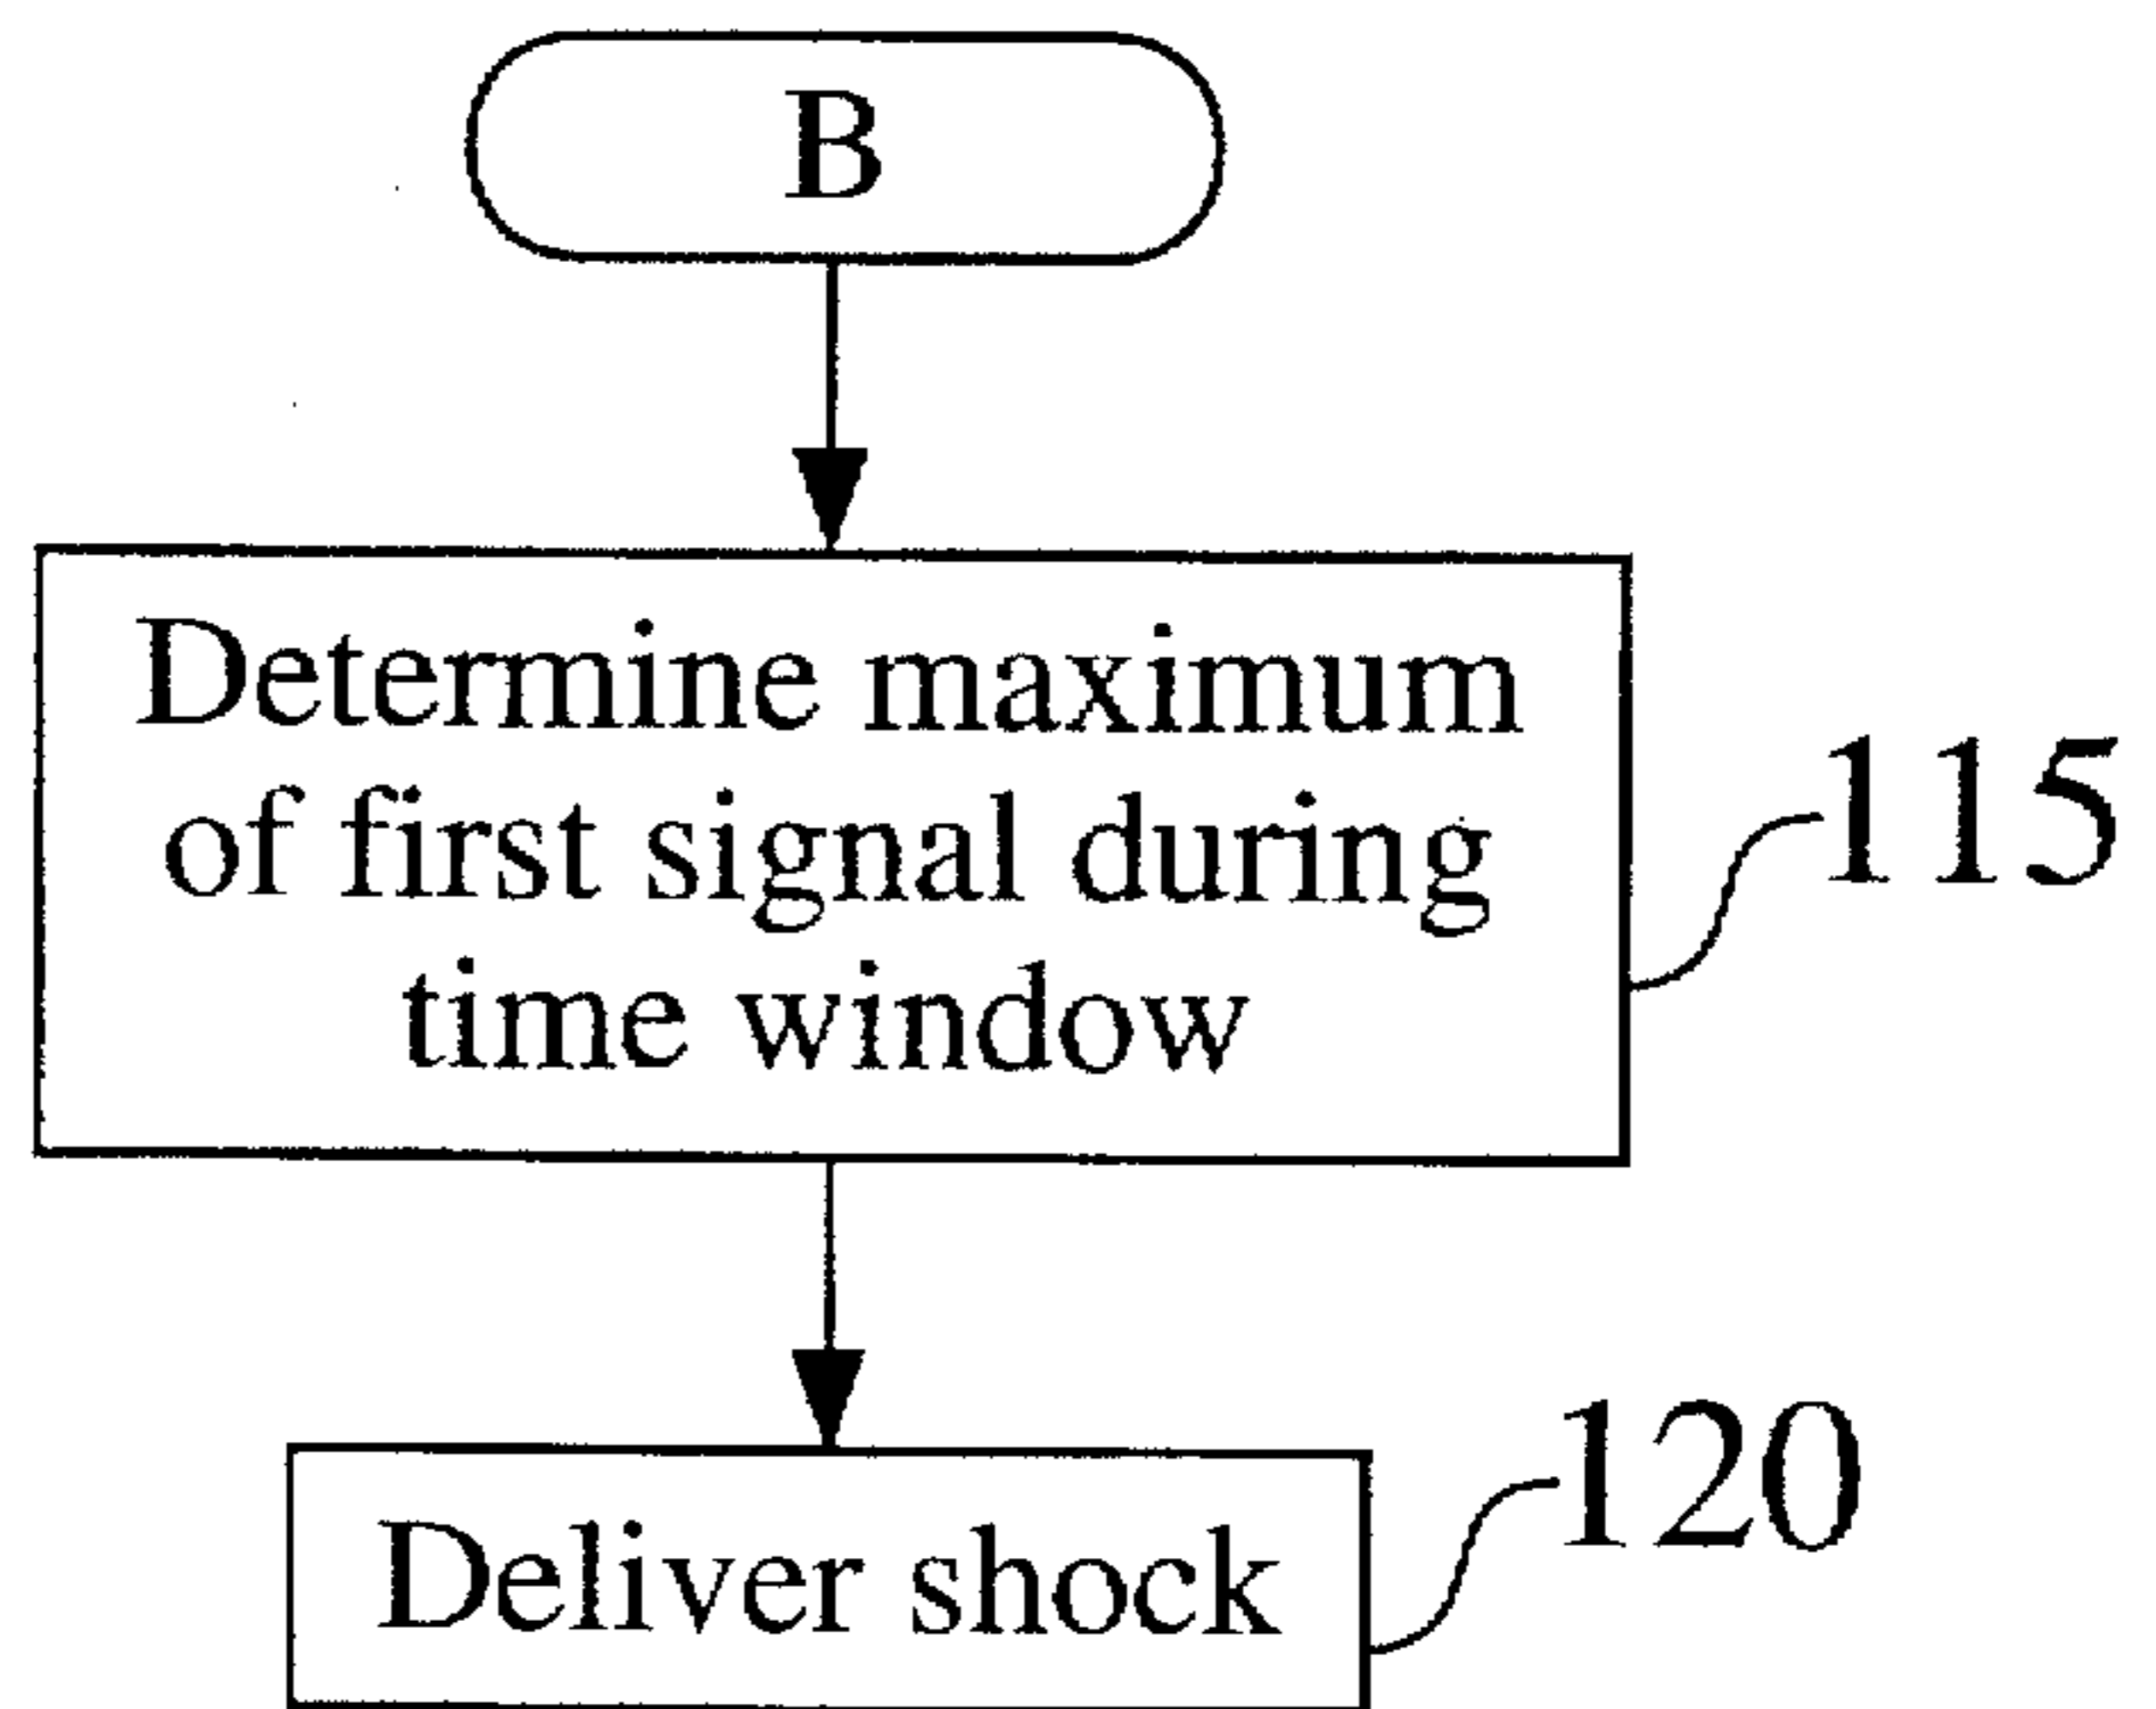 B
Determine maximum
of first signal during
time window
115
120
Deliver shock